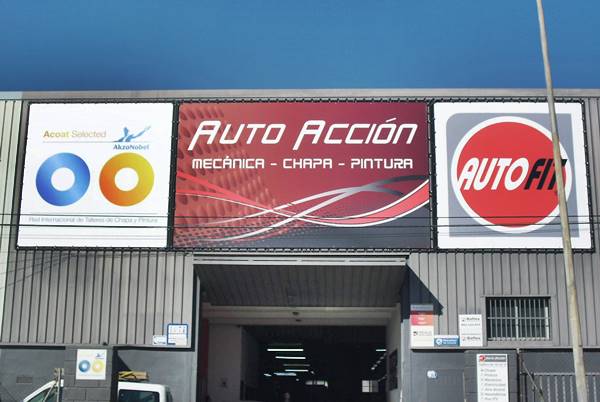 Acoat Selected
AkzoNobel
Red Internacional de Talleres de Chapa y Pintura
AUTO ACCIÓN
MECÁNICA - CHAPA - PINTURA
AUTOFIT